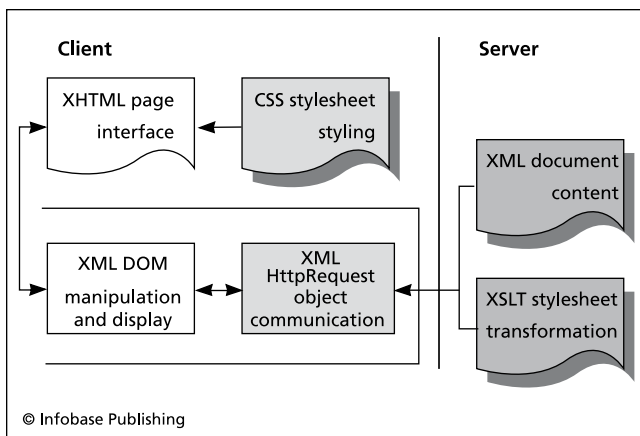 Client
Server
XHTML page
interface
CSS stylesheet
styling
XML document
content
XML DOM
manipulation
and display
XML
HttpRequest
object
communication
XSLT stylesheet
transformation
© Infobase Publishing